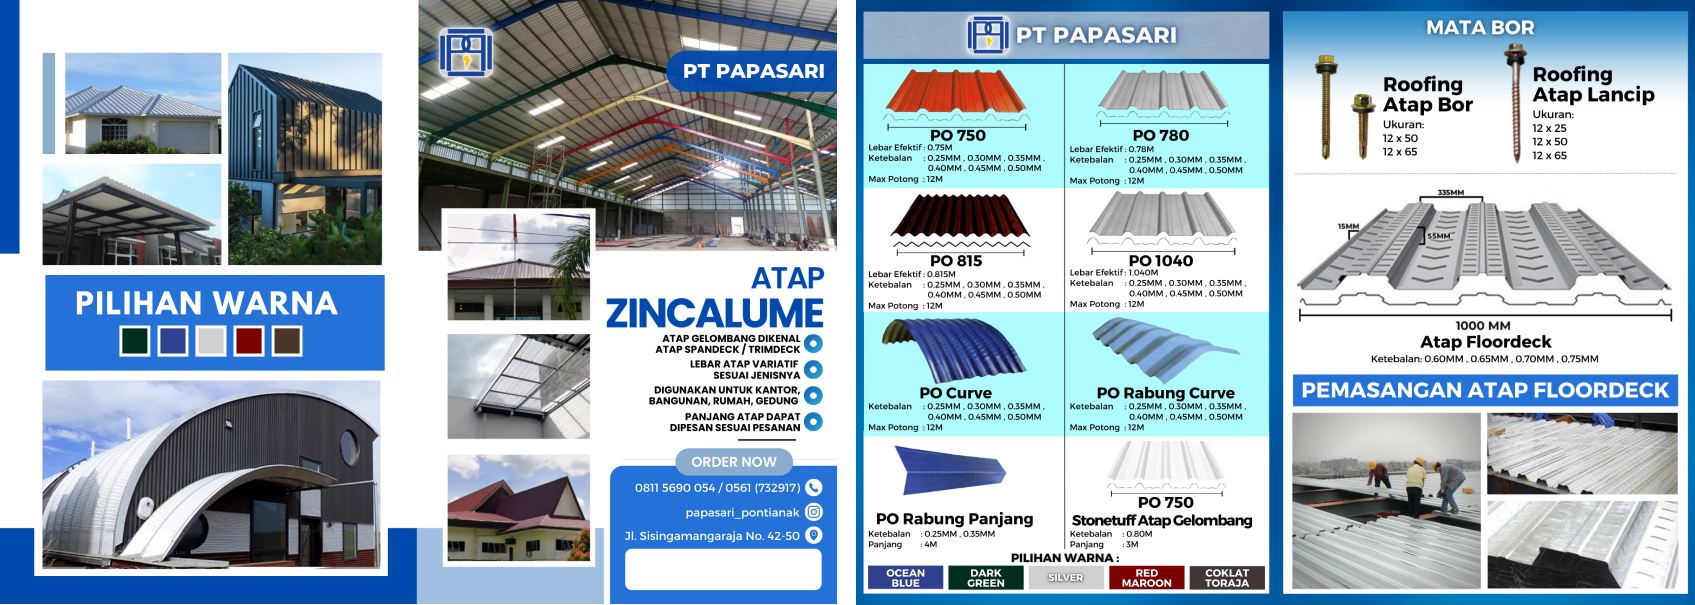 PILIHAN WARNA
PT PAPASARI
ATAP
ZINCALUME
ATAP GELOMBANG DIKENAL
ATAP SPANDECK / TRIMDECK
LEBAR ATAP VARIATIF
SESUAI JENISNYA
DIGUNAKAN UNTUK KANTOR,
BANGUNAN, RUMAH, GEDUNG
PANJANG ATAP DAPAT
DIPESAN SESUAI PESANAN
ORDER NOW
0811 5690 054 / 0561 (732917)
papasari_pontianak
Jl. Sisingamangaraja No. 42-50
PT PAPASARI
PO 750
Lebar Efektif : 0.75M
Ketebalan : 0.25MM , 0.30MM , 0.35MM ,
0.40MM , 0.45MM , 0.50MM
Max Potong : 12M
PO 780
Lebar Efektif : 0.78M
Ketebalan : 0.25MM , 0.30MM , 0.35MM ,
0.40MM , 0.45MM , 0.50MM
Max Potong : 12M
PO 815
Lebar Efektif : 0.815M
Ketebalan : 0.25MM , 0.30MM , 0.35MM ,
0.40MM , 0.45MM , 0.50MM
Max Potong : 12M
PO 1040
Lebar Efektif : 1.040M
Ketebalan : 0.25MM , 0.30MM , 0.35MM ,
0.40MM , 0.45MM , 0.50MM
Max Potong : 12M
PO Curve
Ketebalan : 0.25MM , 0.30MM , 0.35MM ,
0.40MM , 0.45MM , 0.50MM
Max Potong : 12M
PO Rabung Curve
Ketebalan : 0.25MM , 0.30MM , 0.35MM ,
0.40MM , 0.45MM , 0.50MM
Max Potong : 12M
PO Rabung Panjang
Ketebalan : 0.25MM , 0.35MM
Panjang : 4M
PO 750
Stonetuff Atap Gelombang
Ketebalan : 0.80M
Panjang : 3M
PILIHAN WARNA :
OCEAN
BLUE
DARK
GREEN
SILVER
RED
MAROON
COKLAT
TORAJA
MATA BOR
Roofing
Atap Bor
Ukuran:
12 x 50
12 x 65
Roofing
Atap Lancip
Ukuran:
12 x 25
12 x 50
12 x 65
335MM
15MM
55MM
1000 MM
Atap Floordeck
Ketebalan: 0.60MM , 0.65MM , 0,70MM , 0,75MM
PEMASANGAN ATAP FLOORDECK